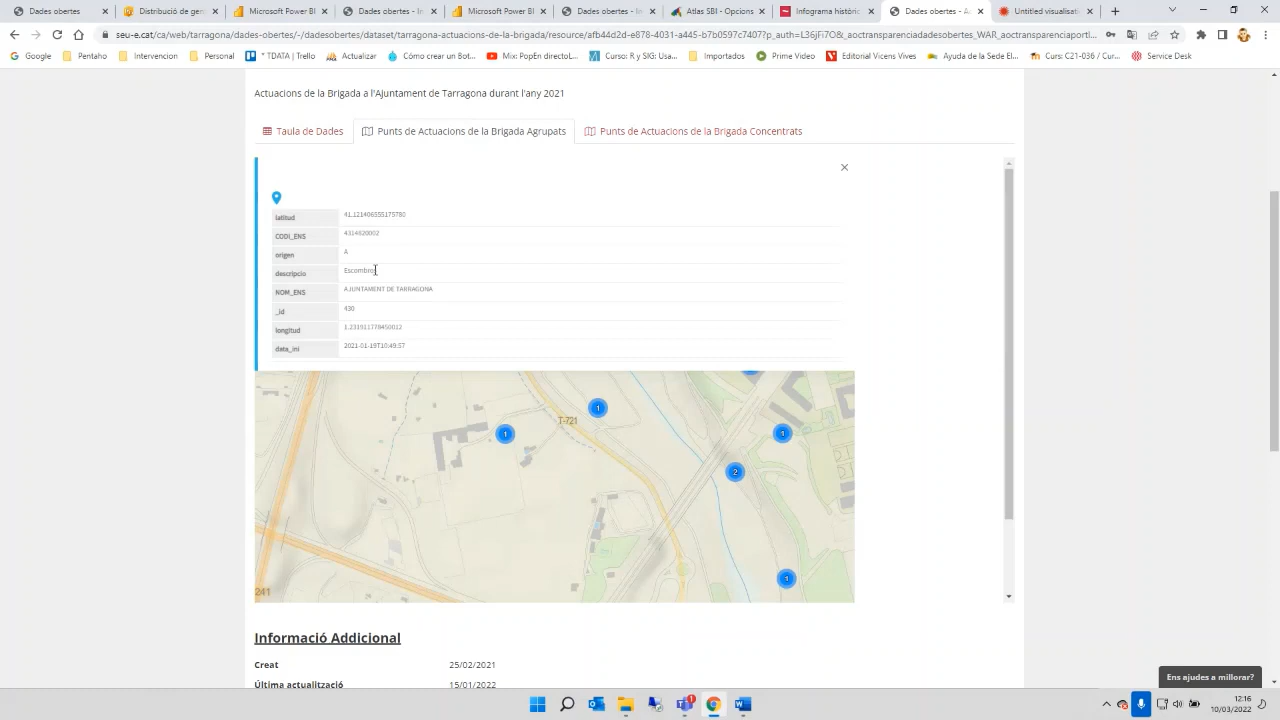 Dades obertes
Distribució de gen
Microsoft Power BI
Dades obertes - In
Microsoft Power BI
Dades obertes - In
Atlas SBI - Opcions
Infograma històric
Dades obertes - A
Untitled visualisati
seu-e.cat/ca/web/tarragona/dades-obertes/-/dadesobertes/dataset/tarragona-actuacions-de-la-brigada/resource/afb44d2d-e878-4031-a445-b7b0597c7407?p_auth=L36jFi7O8_aoctransparenciadadesobertes_WAR_aoctransparenciaportl...
Google
Pentaho
Intervencion
Personal
* TDATA | Trello
Actualizar
Cómo crear un bot...
Mix: PopEn directoL...
Curso: R y SIG: Usa...
Importados
Prime Video
Editorial Vicens Vives
Ayuda de la Sede El...
Curs: C21-036 / Cur...
Service Desk
Actuacions de la Brigada a l'Ajuntament de Tarragona durant l'any 2021
Taula de Dades
Punts de Actuacions de la Brigada Agrupats
Punts de Actuacions de la Brigada Concentrats
latitud 41.121406555175780
CODI_ENS 4314820002
origen A
descripcio Escombro
NOM_ENS AJUNTAMENT DE TARRAGONA
_id 430
longitud 1.231911778450012
data_ini 2021-01-19T10:49:57
1
T-721
1
1
2
1
241
Informació Addicional
Creat 25/02/2021
Última actualització 15/01/2022
Ens ajudes a millorar?
1
12:16
10/03/2022